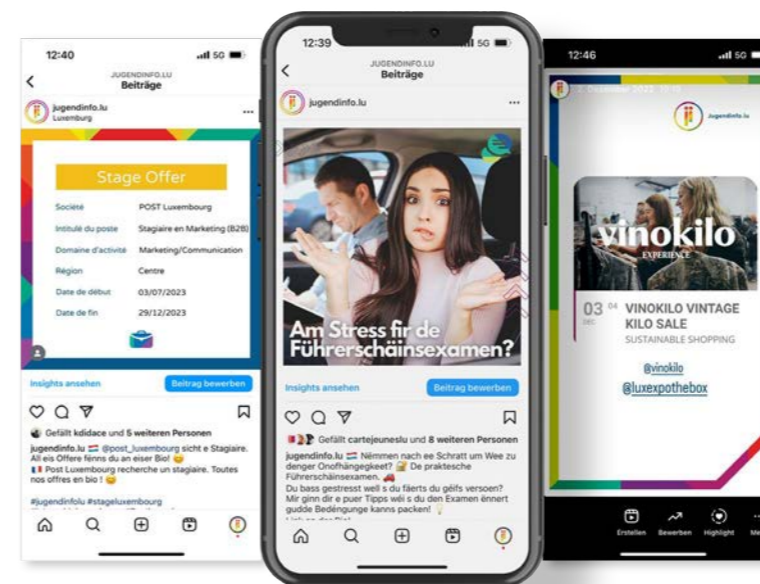 12:40
5G
JUGENDINFO.LU
Beiträge
jugendinfo.lu
Luxemburg
Stage Offer
Société POST Luxembourg
Intitulé du poste Stagiaire en Marketing (B2B)
Domaine d'activité Marketing/Communication
Région Centre
Date de début 03/07/2023
Date de fin 29/12/2023
Insights ansehen Beitrag bewerben
Gefällt kdidace und 5 weiteren Personen
jugendinfo.lu @post_luxembourg sicht e Stagiaire.
All eis Offere fënns du an eiser Bio!
Post Luxembourg recherche un stagiaire. Toutes
nos offres en bio !
#jugendinfolu #stageluxembourg
12:39
5G
JUGENDINFO.LU
Beiträge
jugendinfo.lu
Am Stress fir de
Führerschäinsexamen?
Insights ansehen Beitrag bewerben
Gefällt cartejeuneslu und 8 weiteren Personen
jugendinfo.lu Nëmmen nach ee Schratt um Wee zu
denger Onofhängegkeet? De praktesche
Führerschäinsexamen.
Du bass gestresst well s du fäerts du géifs versoen?
Mir ginn dir e puer Tipps wéi s du den Examen ënnert
gudde Bedéngunge kanns packen!
12:46
5G
2. Dezember 2022
Jugendinfo.lu
vinokilo
EXPERIENCE
03 04
DEC
VINOKILO VINTAGE
KILO SALE
SUSTAINABLE SHOPPING
@vinokilo
@luxexpothebox
Erstellen Bewerben Highlight